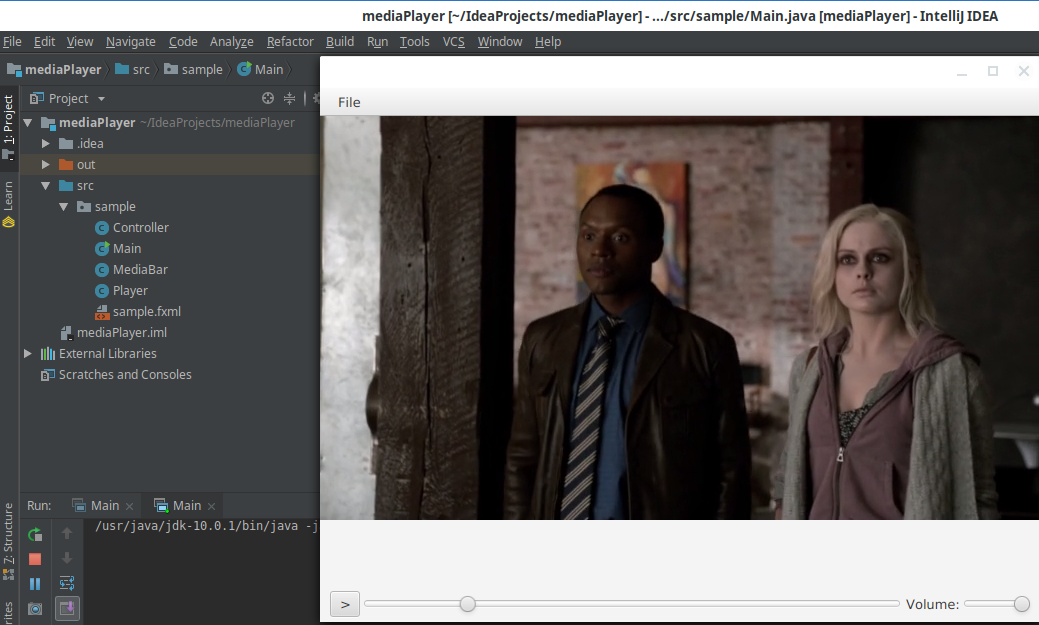 mediaPlayer [~/IdeaProjects/mediaPlayer] - .../src/sample/Main.java [mediaPlayer] - IntelliJ IDEA
File Edit View Navigate Code Analyze Refactor Build Run Tools VCS Window Help
mediaPlayer src sample Main
1: Project
Project
File
mediaPlayer ~/IdeaProjects/mediaPlayer
.idea
out
Learn
src
sample
Controller
Main
MediaBar
Player
sample.fxml
mediaPlayer.iml
External Libraries
Scratches and Consoles
Run: Main Main
/usr/java/jdk-10.0.1/bin/java -j
Z: Structure
rites
> Volume: